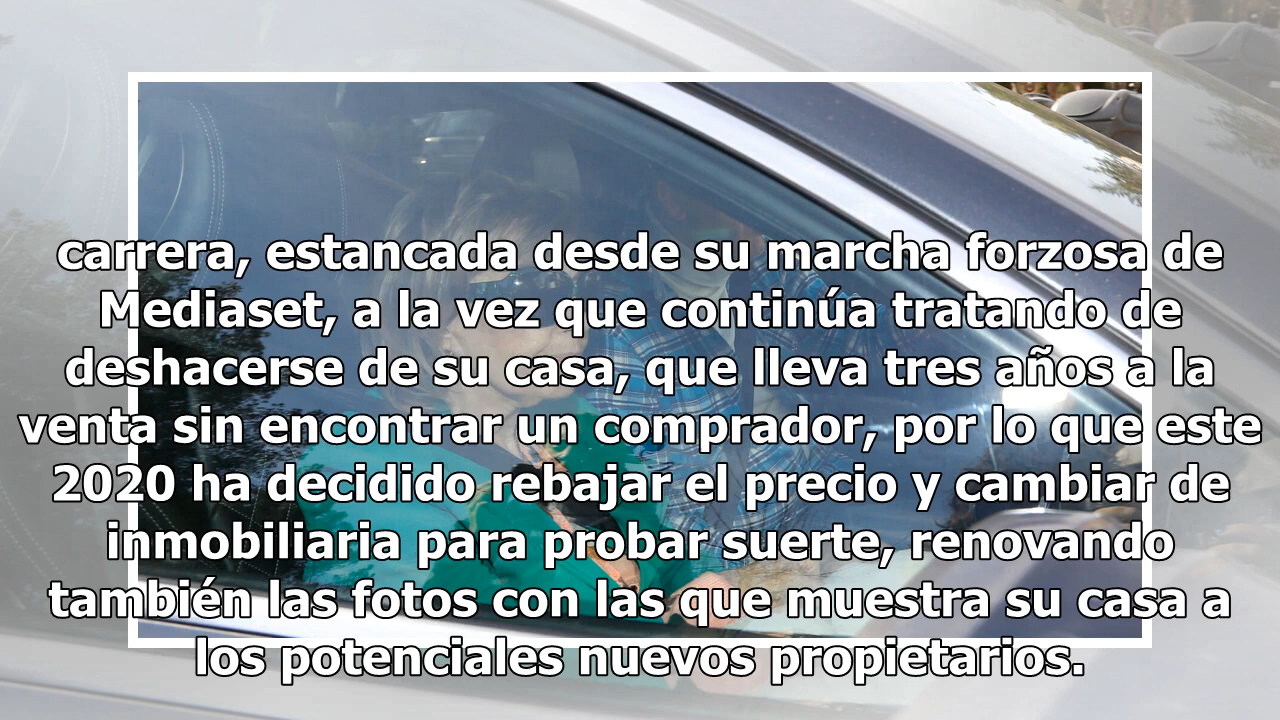 carrera, estancada desde su marcha forzosa de
Mediaset, a la vez que continúa tratando de
deshacerse de su casa, que lleva tres años a la
venta sin encontrar un comprador, por lo que este
2020 ha decidido rebajar el precio y cambiar de
inmobiliaria para probar suerte, renovando
también las fotos con las que muestra su casa a
los potenciales nuevos propietarios.